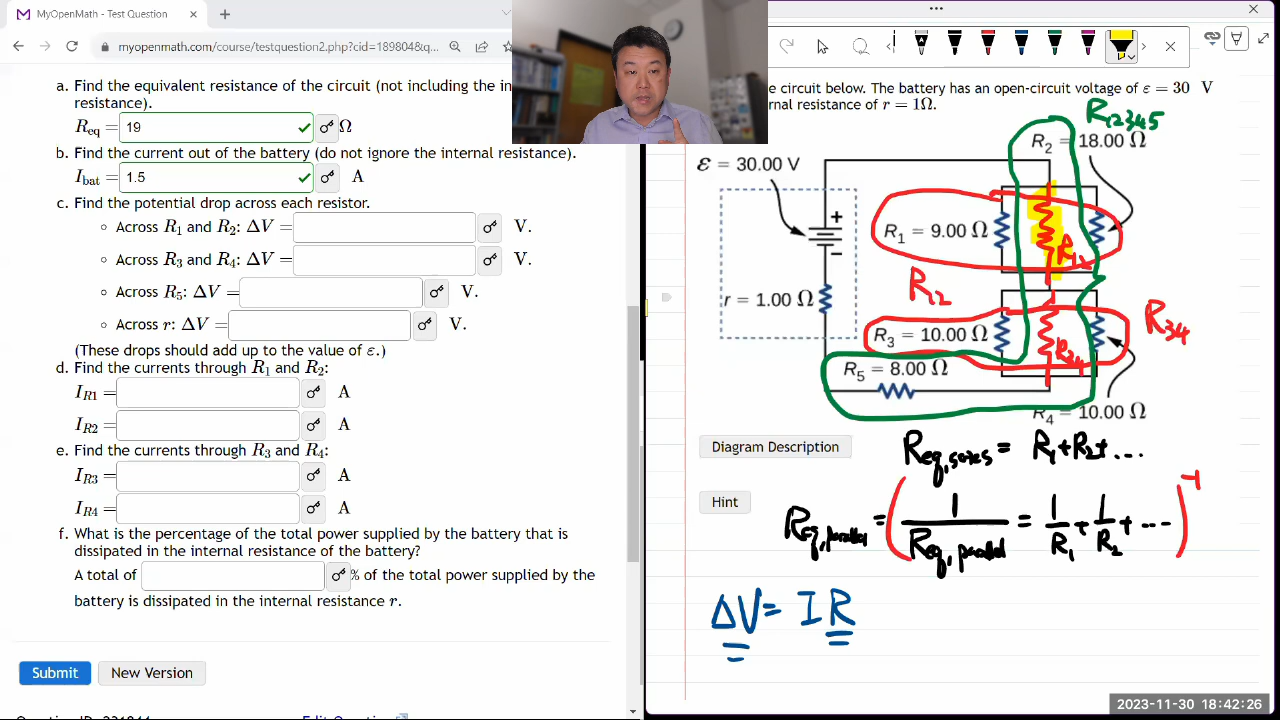 MyOpenMath - Test Question
myopenmath.com/course/testquestion2.php?id=1198098...
a. Find the equivalent resistance of the circuit (not including the in
resistance).
Req = 19 Ω
b. Find the current out of the battery (do not ignore the internal resistance).
Ibat = 1.5 A
c. Find the potential drop across each resistor.
Across R1 and R2: ΔV = V.
Across R3 and R4: ΔV = V.
Across R5: ΔV = V.
Across r: ΔV = V.
(These drops should add up to the value of ε.)
d. Find the currents through R1 and R2:
IR1 = A
IR2 = A
e. Find the currents through R3 and R4:
IR3 = A
IR4 = A
f. What is the percentage of the total power supplied by the battery that is
dissipated in the internal resistance of the battery?
A total of % of the total power supplied by the
battery is dissipated in the internal resistance r.
Submit
New Version
Edit
e circuit below. The battery has an open-circuit voltage of ε = 30 V
rnal resistance of r = 1Ω.
R12345
R2 = 18.00 Ω
ε = 30.00 V
+
R1 = 9.00 Ω
−
R12
R12
r = 1.00 Ω
R3 = 10.00 Ω
R34
R34
R5 = 8.00 Ω
R4 = 10.00 Ω
Diagram Description
Req,series = R1+R2+...
Hint
Req,parallel = (1/Req,parallel = 1/R1 + 1/R2 + ...)^-1
ΔV = IR
2023-11-30 18:42:26